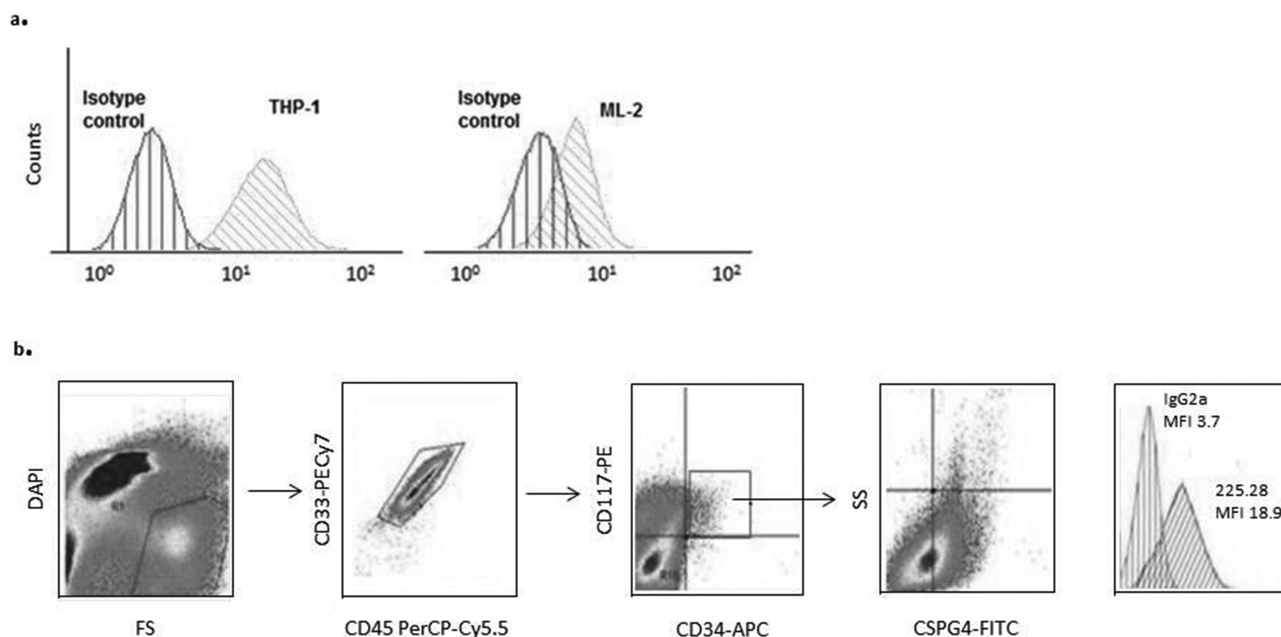 a.
Counts
Isotype
control
THP-1
10⁰ 10¹ 10²
Isotype
control
ML-2
10⁰ 10¹ 10²
b.
DAPI
FS
CD33-PECy7
CD45 PerCP-Cy5.5
CD117-PE
CD34-APC
SS
CSPG4-FITC
IgG2a
MFI 3.7
225.28
MFI 18.9